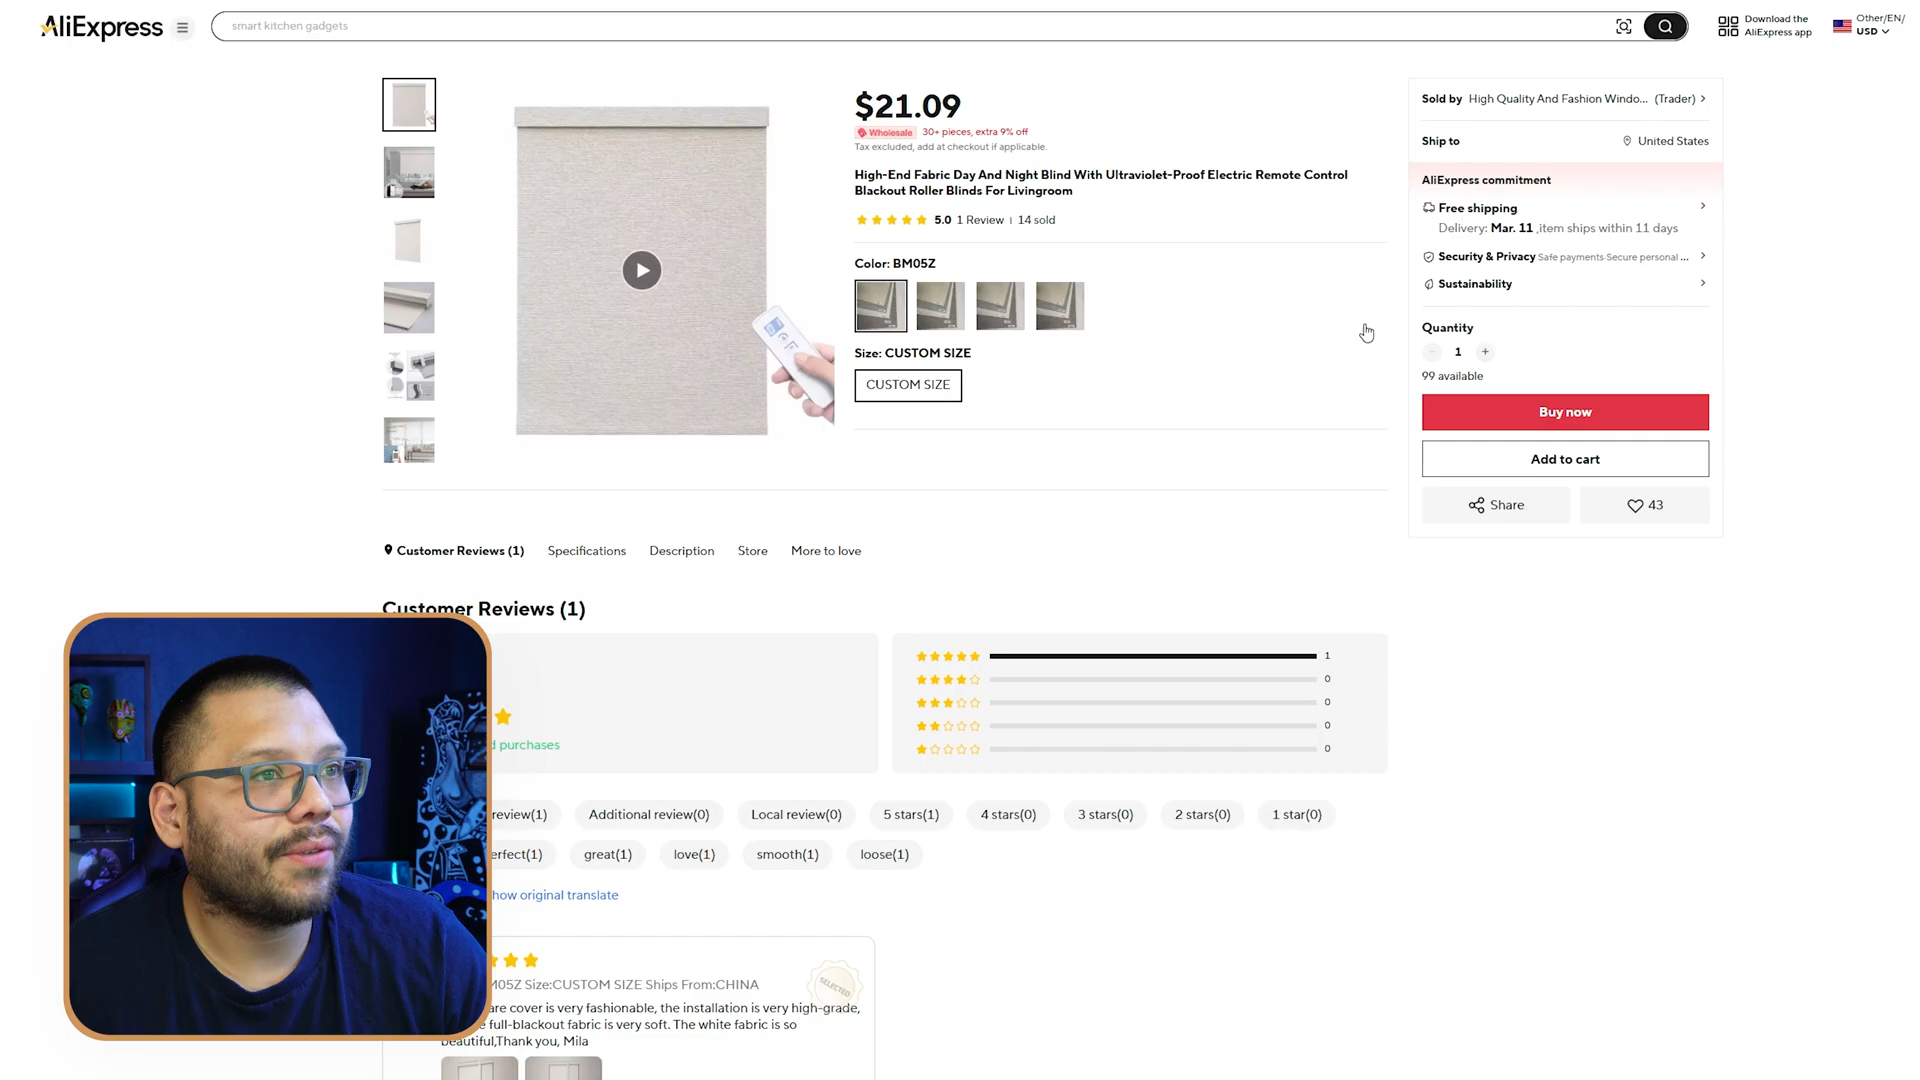 AliExpress
smart kitchen gadgets
Download the
AliExpress app
Other/EN/
USD
$21.09
Wholesale 30+ pieces, extra 9% off
Tax excluded, add at checkout if applicable.
High-End Fabric Day And Night Blind With Ultraviolet-Proof Electric Remote Control
Blackout Roller Blinds For Livingroom
5.0 1 Review | 14 sold
Color: BM05Z
Size: CUSTOM SIZE
CUSTOM SIZE
Sold by High Quality And Fashion Windo... (Trader)
Ship to United States
AliExpress commitment
Free shipping
Delivery: Mar. 11 ,item ships within 11 days
Security & Privacy Safe payments·Secure personal ...
Sustainability
Quantity
- 1 +
99 available
Buy now
Add to cart
Share
43
Customer Reviews (1) Specifications Description Store More to love
Customer Reviews (1)
d purchases
1
0
0
0
0
review(1) Additional review(0) Local review(0) 5 stars(1) 4 stars(0) 3 stars(0) 2 stars(0) 1 star(0)
erfect(1) great(1) love(1) smooth(1) loose(1)
how original translate
M05Z Size:CUSTOM SIZE Ships From:CHINA
SELECTED
are cover is very fashionable, the installation is very high-grade,
full-blackout fabric is very soft. The white fabric is so
beautiful,Thank you, Mila